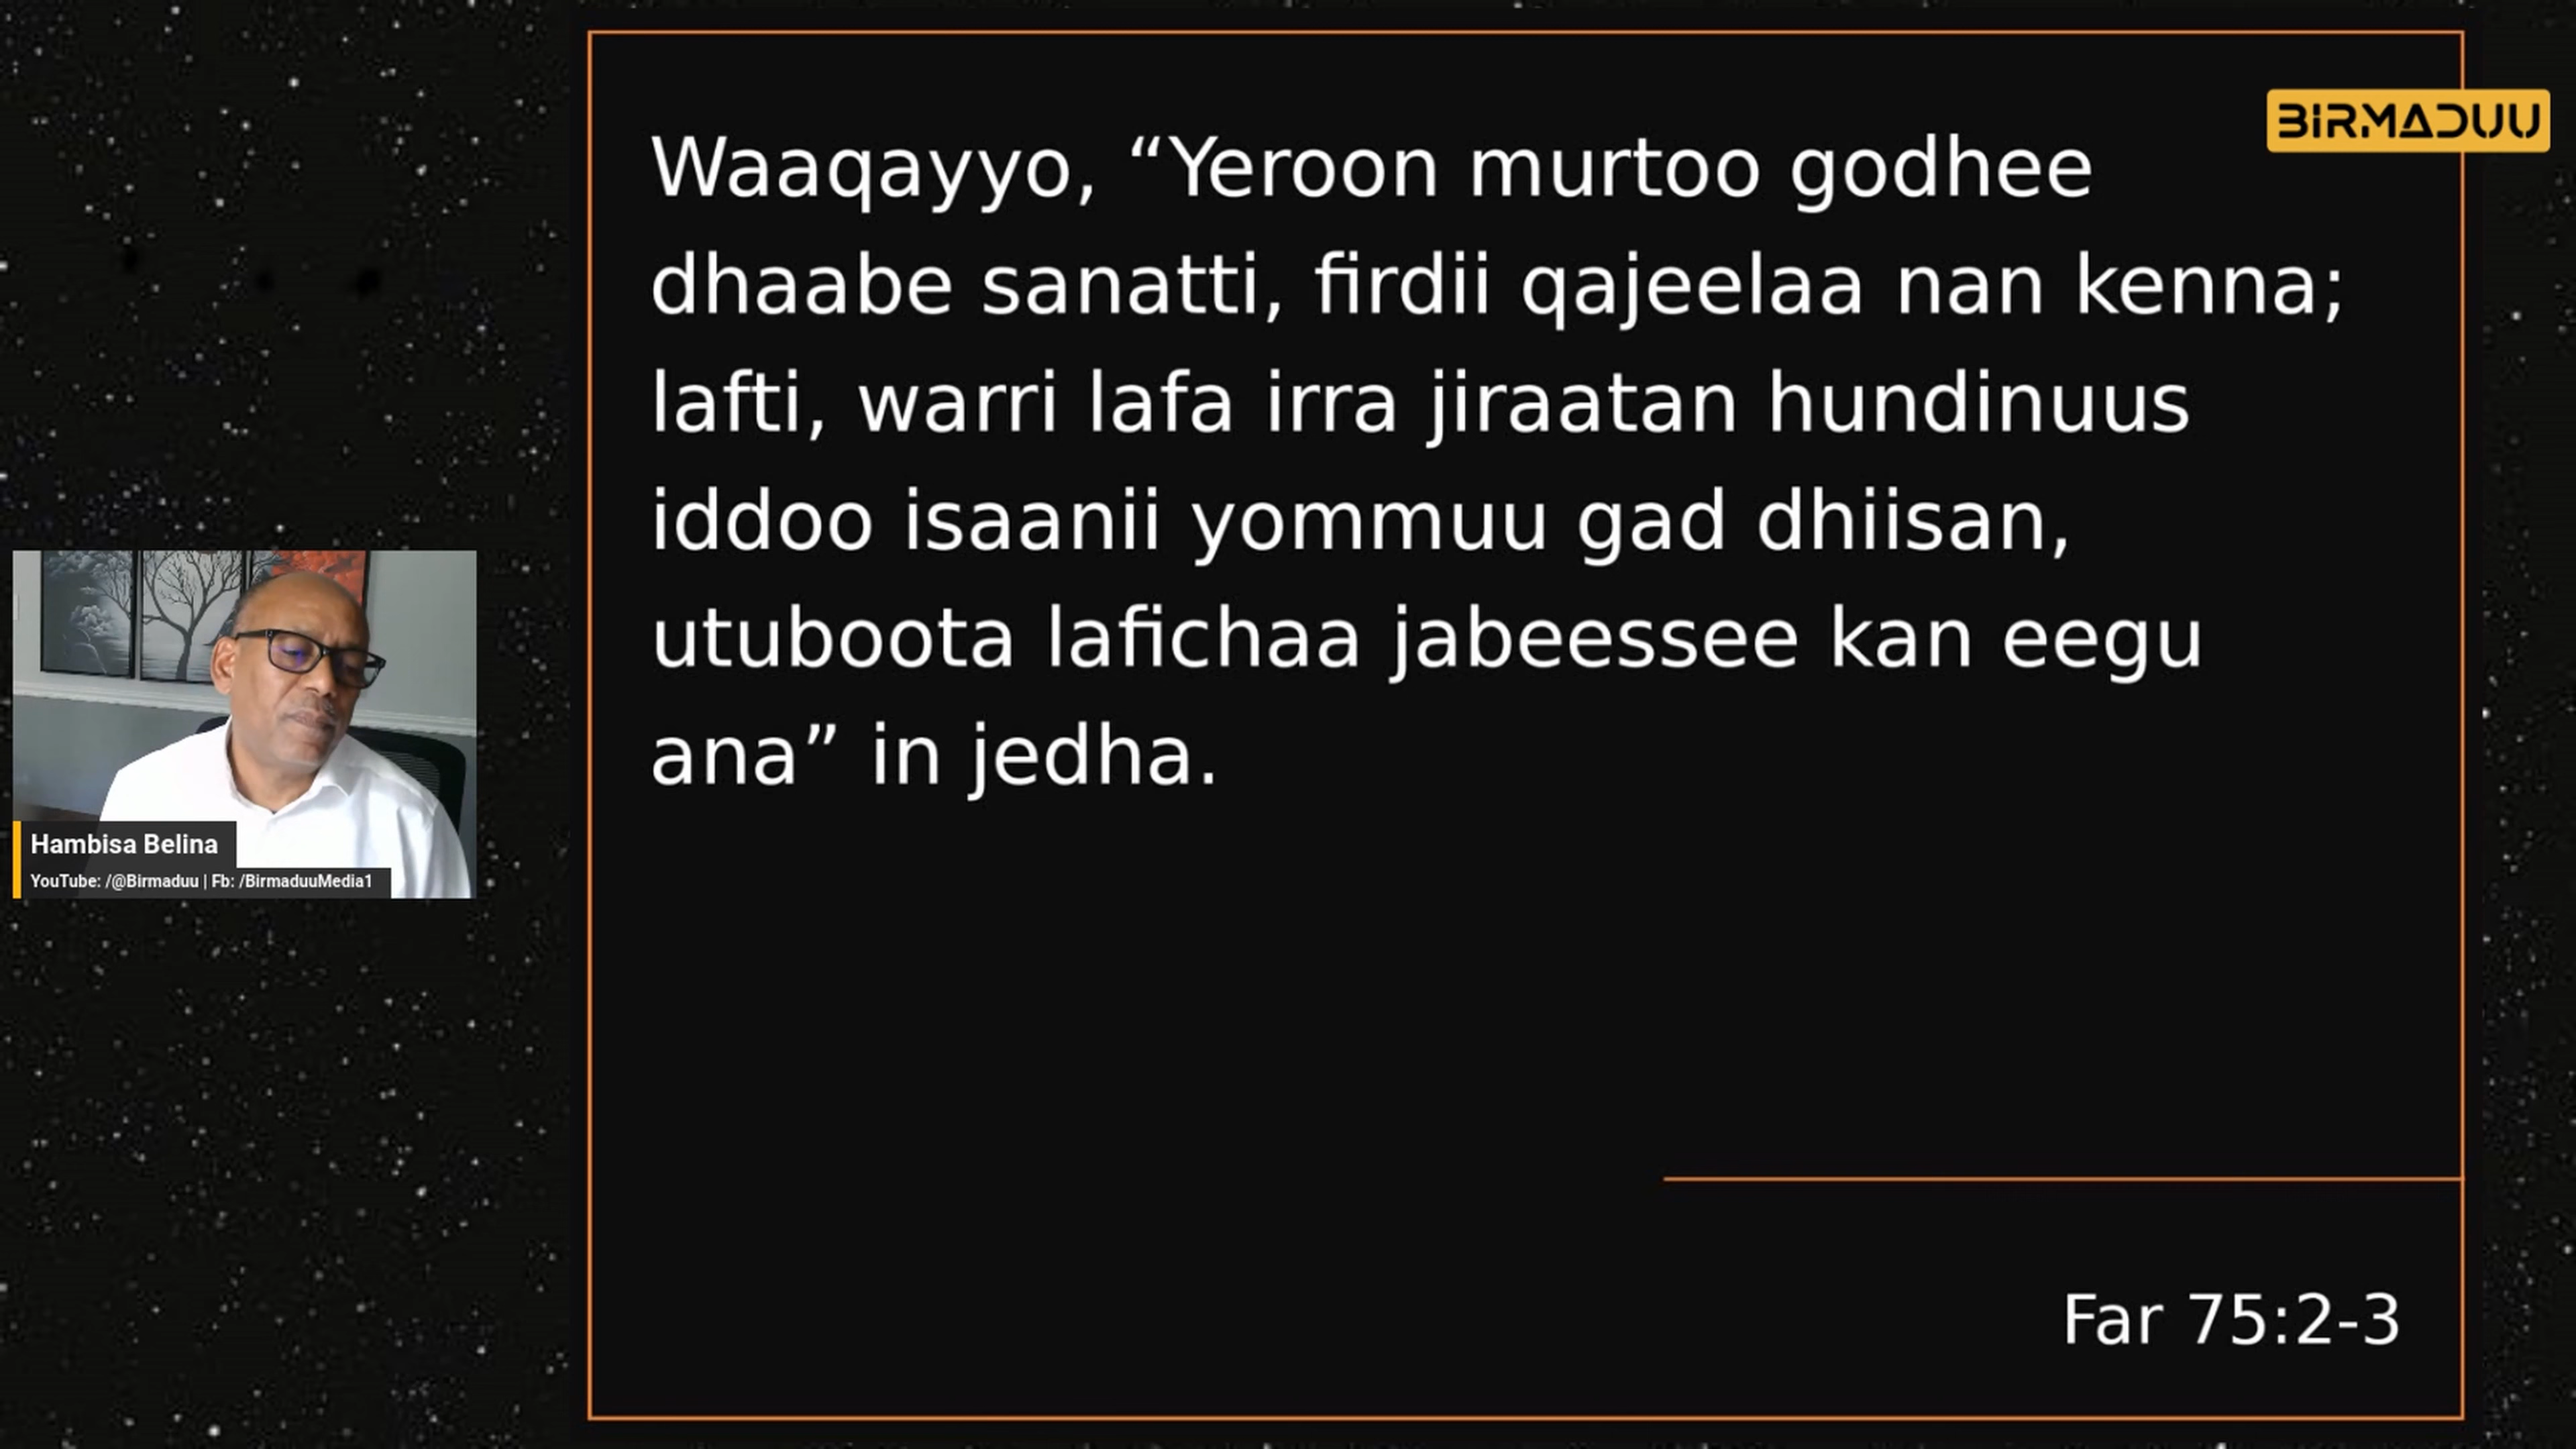 BIRMADUU
Waaqayyo, “Yeroon murtoo godhee
dhaabe sanatti, firdii qajeelaa nan kenna;
lafti, warri lafa irra jiraatan hundinuus
iddoo isaanii yommuu gad dhiisan,
utuboota lafichaa jabeessee kan eegu
ana” in jedha.
Hambisa Belina
YouTube: /@Birmaduu | Fb: /BirmaduuMedia1
Far 75:2-3